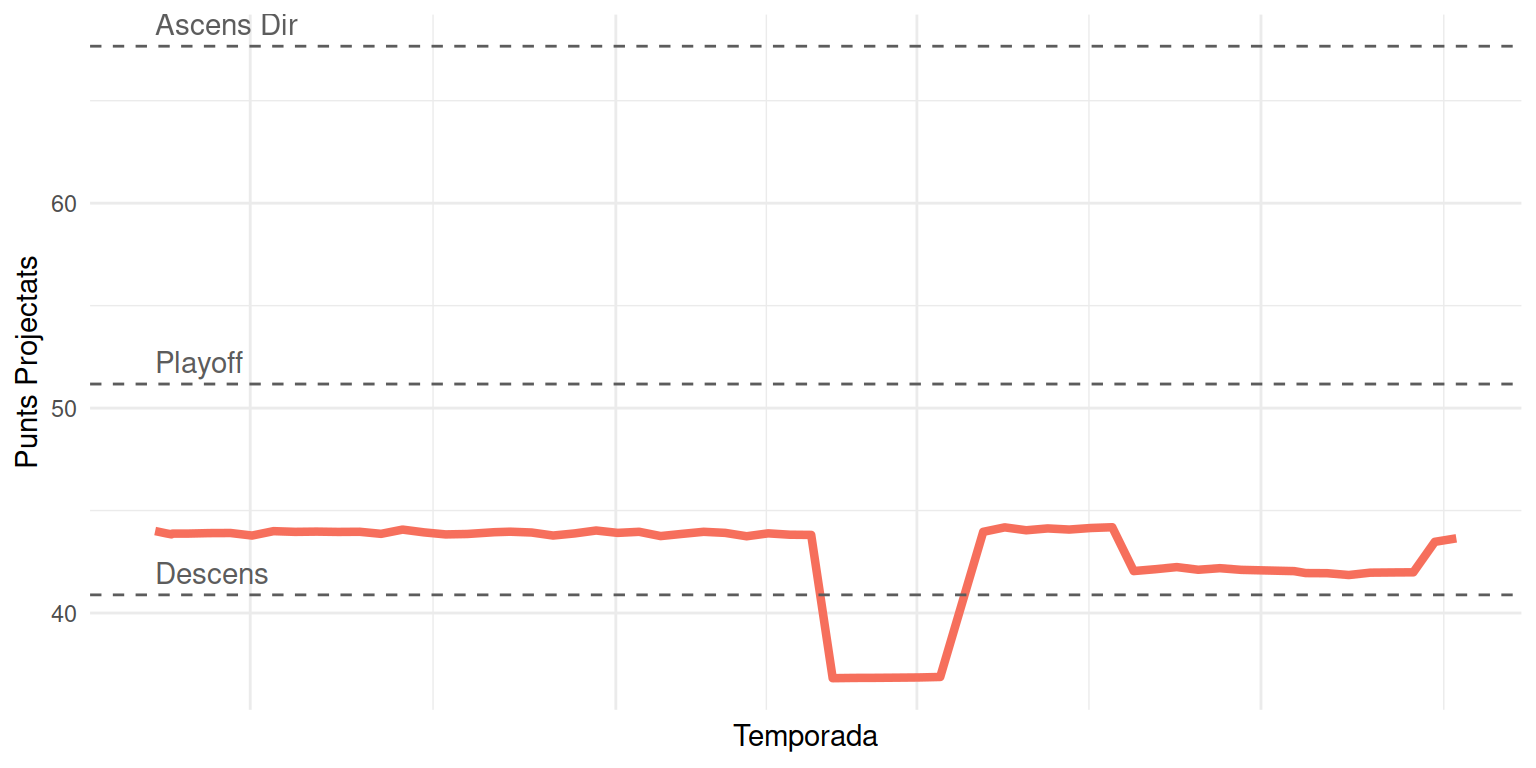 Ascens Dir
60
Playoff
50
Descens
40
Punts Projectats
Temporada